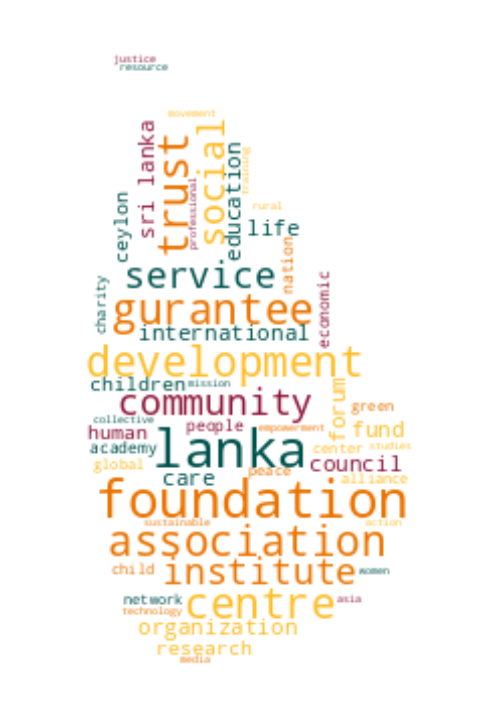 justice
resource
movement
sri lanka
trust
social
education
training
professional
ceylon
rural
life
nation
service
charity
economic
gurantee
international
development
children
mission
forum
community
green
collective
people
empowerment
fund
human
lanka
academy
center
studies
global
peace
council
care
alliance
foundation
sustainable
action
association
child
institute
women
network
centre
asia
technology
organization
research
media